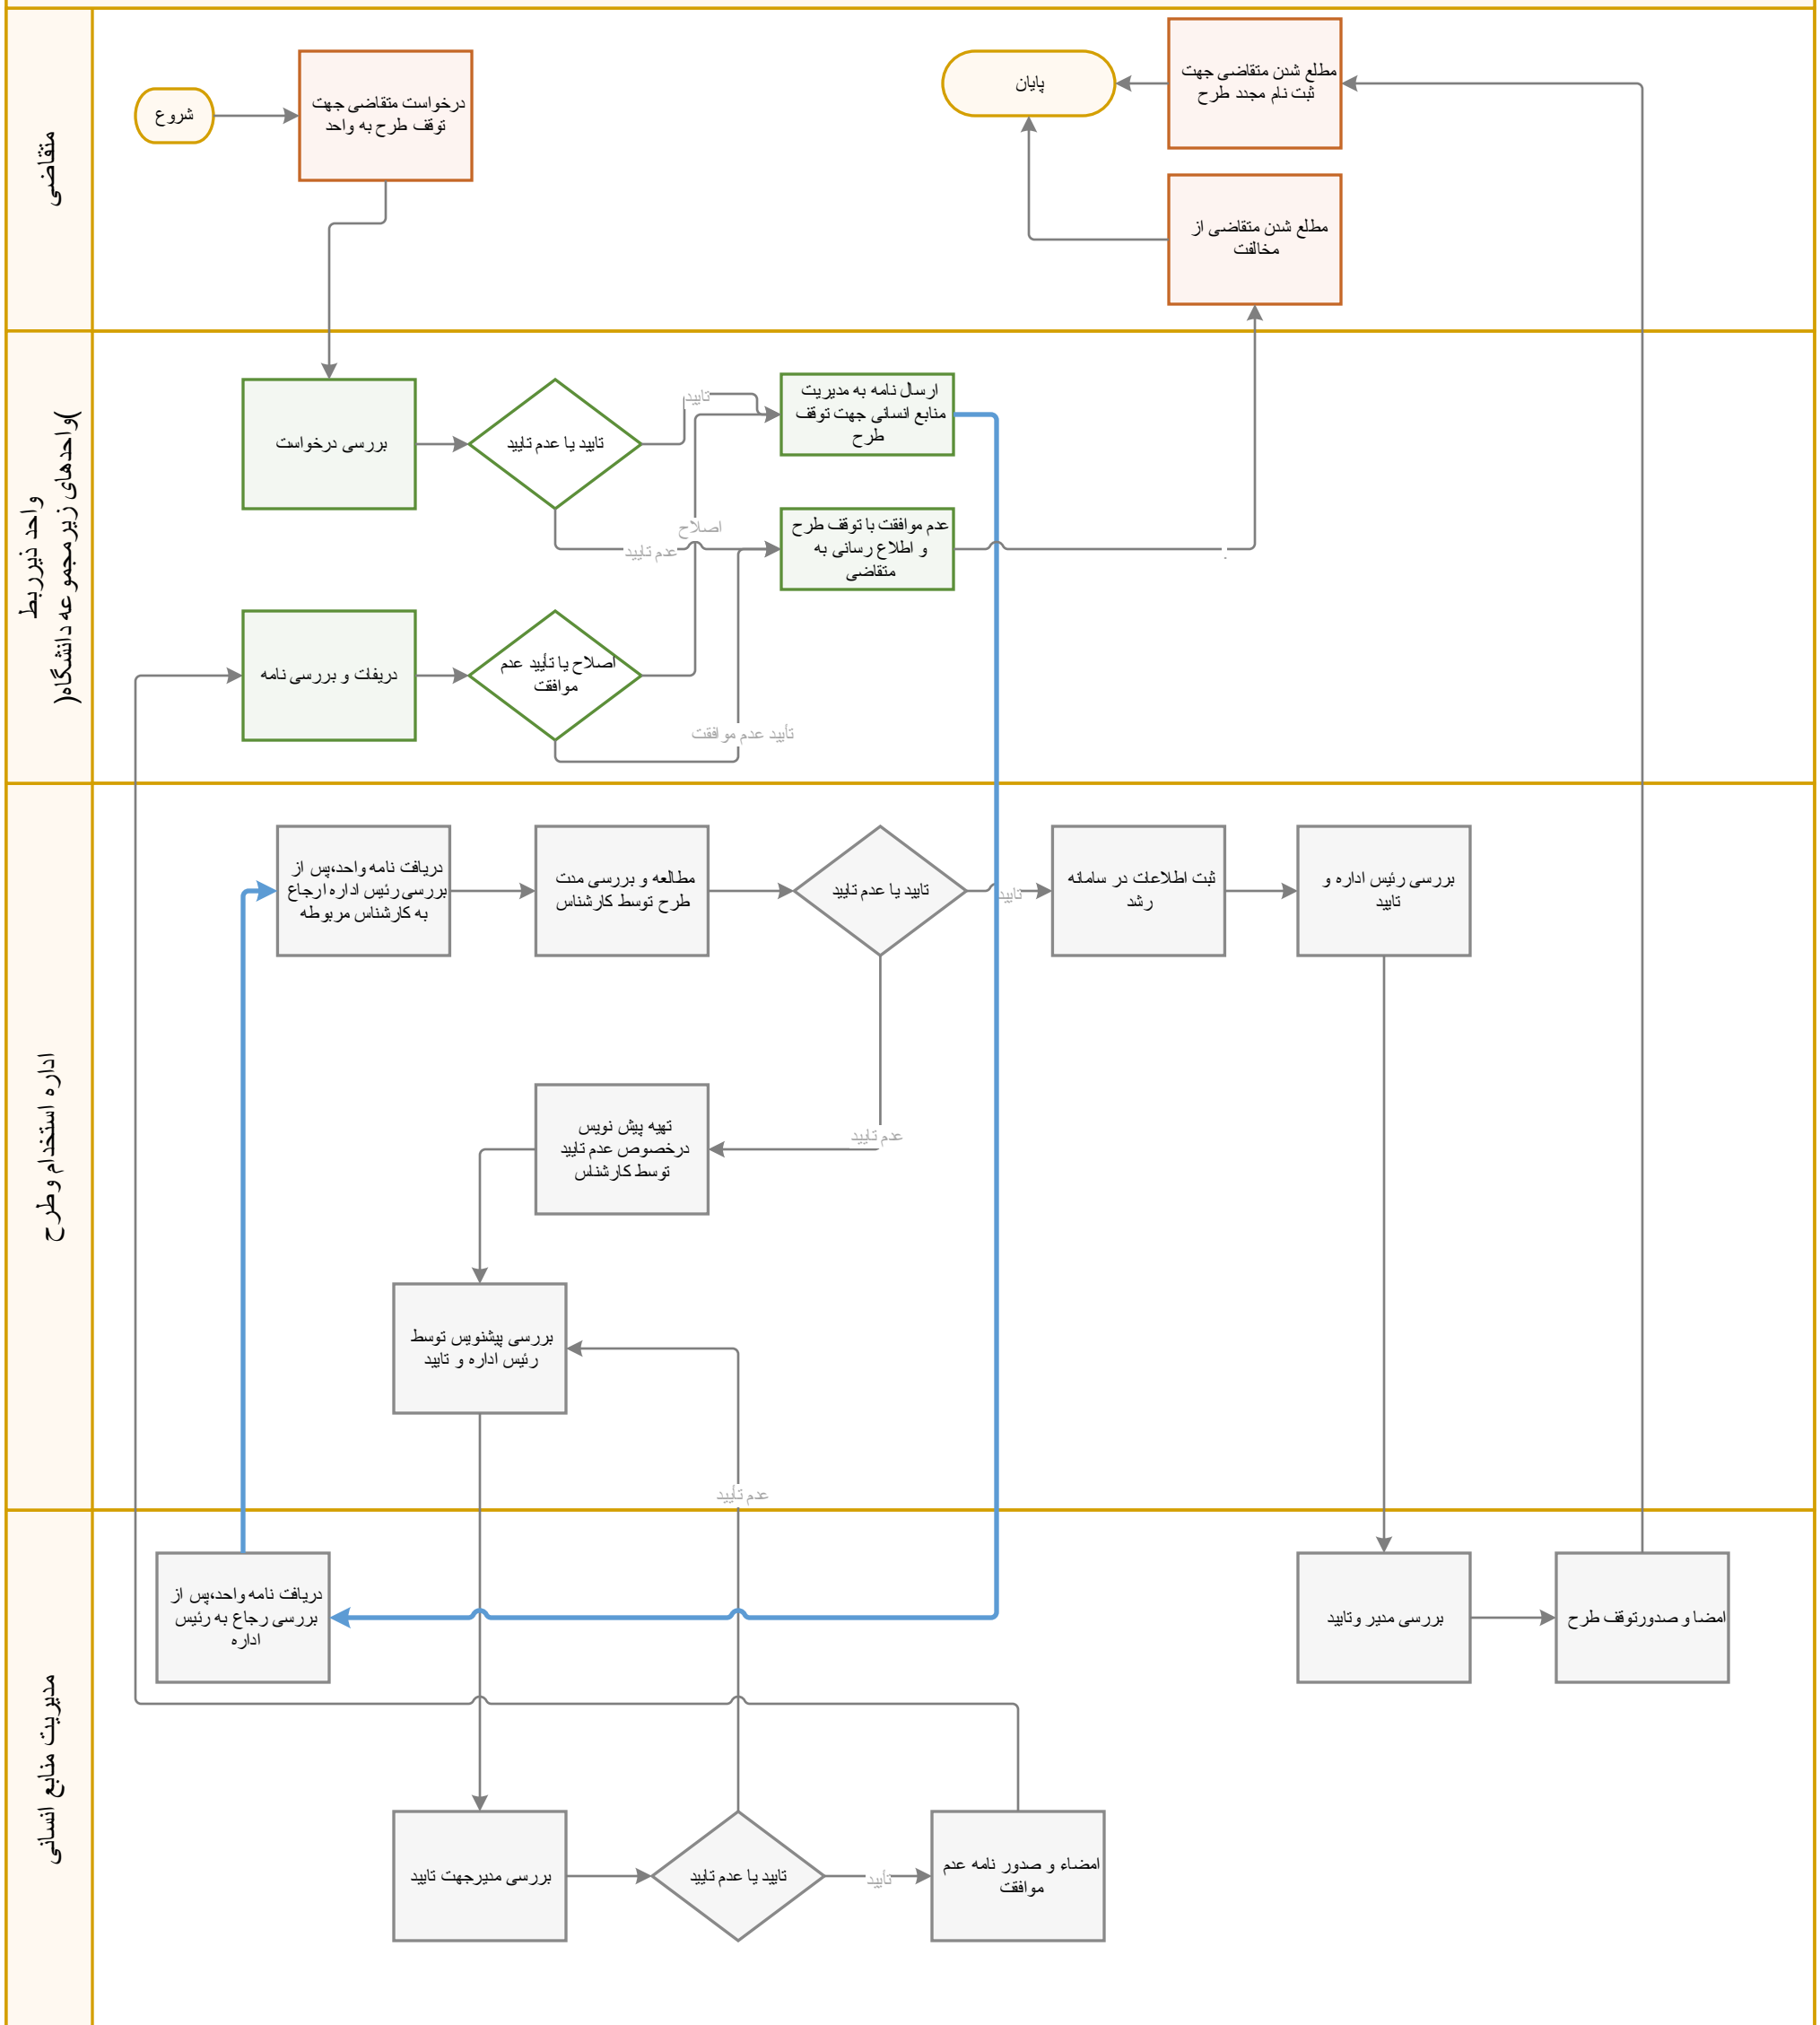 متقاضی
شروع
درخواست متقاضی جهت
توقف طرح به واحد
پایان
مطلع شدن متقاضی جهت
ثبت نام مجدد طرح
مطلع شدن متقاضی از
مخالفت
واحد ذیرربط
)واحدهای زیرمجموعه دانشگاه(
بررسی درخواست
تایید یا عدم تایید
تایید
ارسال نامه به مدیریت
منابع انسانی جهت توقف
طرح
عدم تایید
اصلاح
عدم موافقت با توقف طرح
و اطلاع رسانی به
متقاضی
دریفات و بررسی نامه
اصلاح یا تأیید عدم
موافقت
تأیید عدم موافقت
اداره استخدام و طرح
دریافت نامه واحد،پس از
بررسی رئیس اداره ارجاع
به کارشناس مربوطه
مطالعه و بررسی مدت
طرح توسط کارشناس
تایید یا عدم تایید
تایید
ثبت اطلاعات در سامانه
رشد
بررسی رئیس اداره و
تایید
عدم تایید
تهیه پیش نویس
درخصوص عدم تایید
توسط کارشناس
بررسی پیشنویس توسط
رئیس اداره و تایید
عدم تأیید
مدیریت منابع انسانی
دریافت نامه واحد،پس از
بررسی رجاع به رئیس
اداره
بررسی مدیر وتایید
امضا و صدورتوقف طرح
بررسی مدیرجهت تایید
تایید یا عدم تایید
تأیید
امضاء و صدور نامه عدم
موافقت